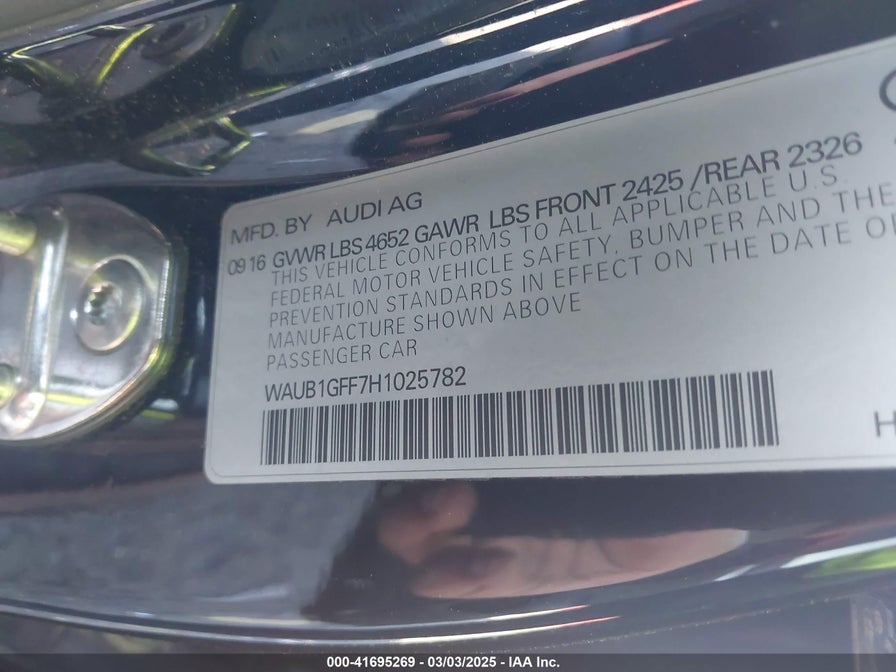 MFD. BY AUDI AG
09 16 GVWR LBS 4652 GAWR LBS FRONT 2425 /REAR 2326
THIS VEHICLE CONFORMS TO ALL APPLICABLE U.S.
FEDERAL MOTOR VEHICLE SAFETY, BUMPER AND THE
PREVENTION STANDARDS IN EFFECT ON THE DATE O
MANUFACTURE SHOWN ABOVE
PASSENGER CAR
WAUB1GFF7H1025782
H
000-41695269 - 03/03/2025 - IAA Inc.